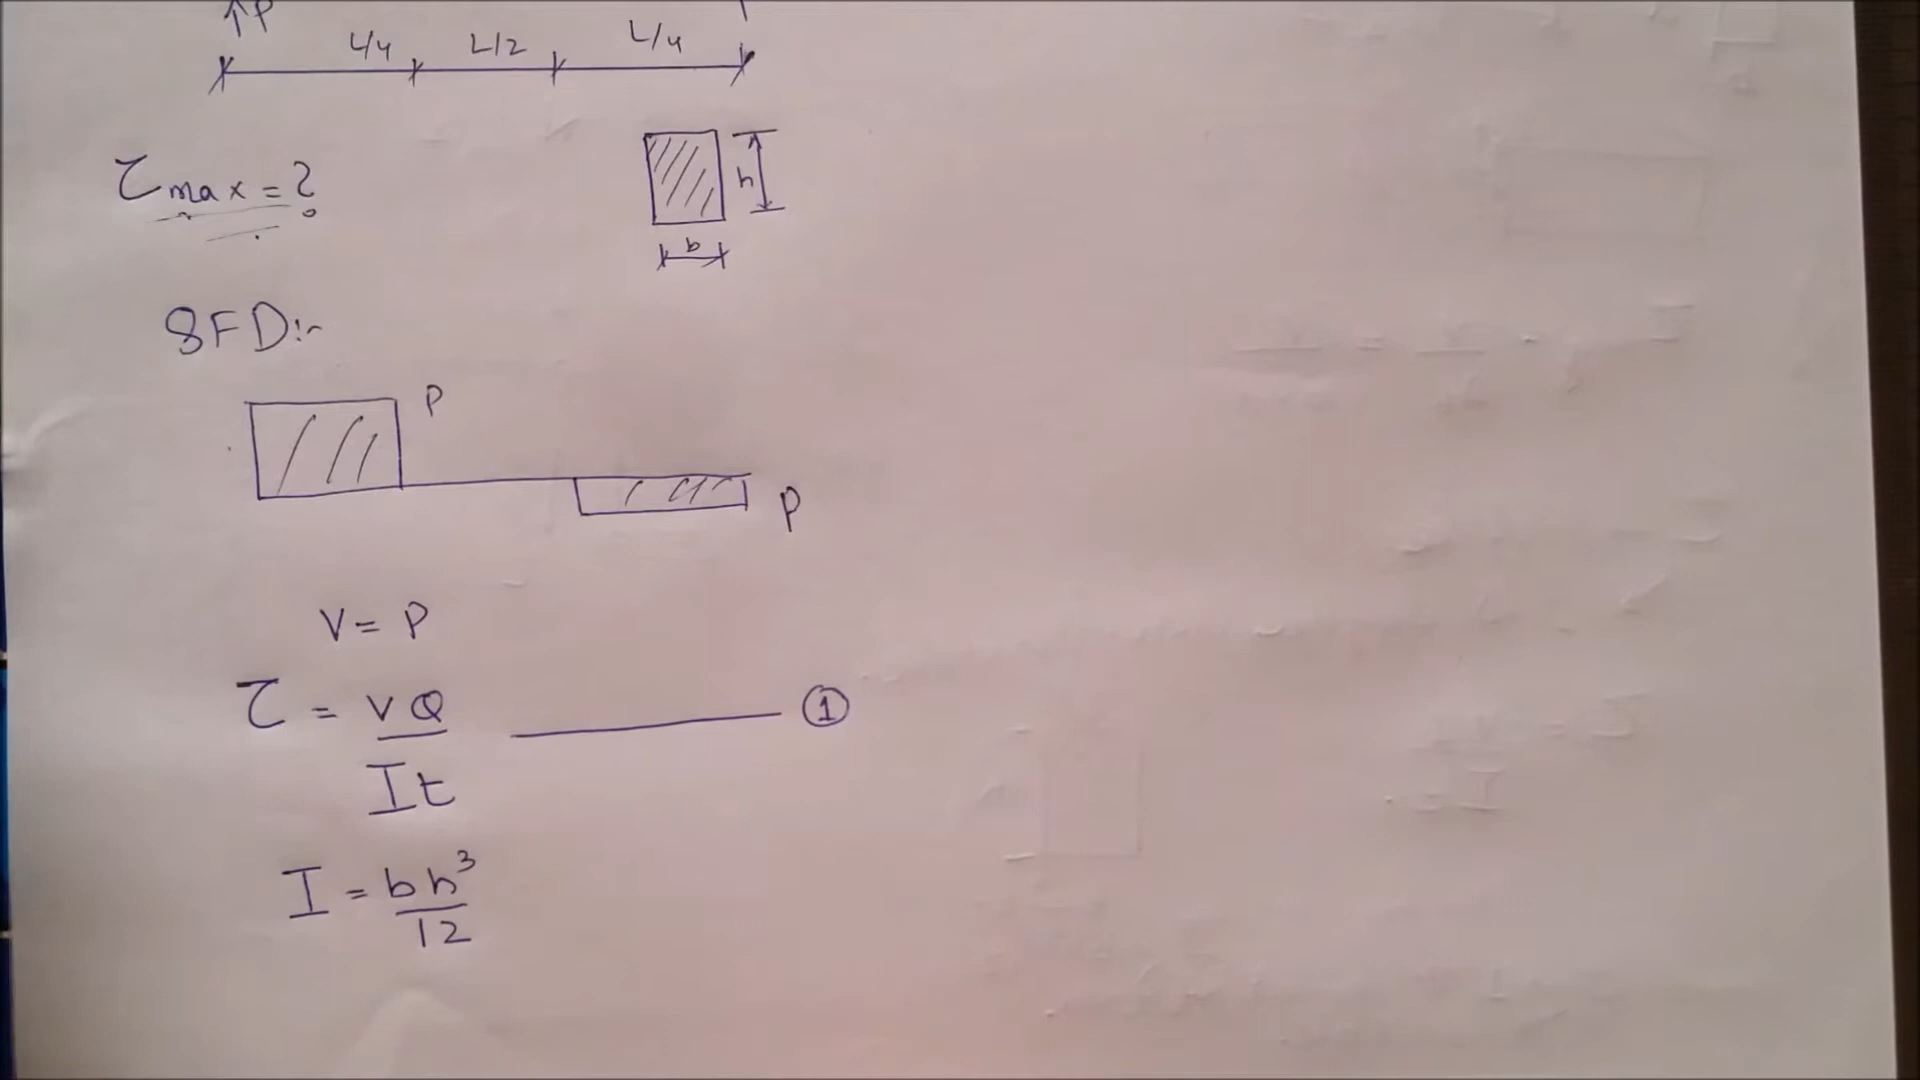 ↑P
L/4 L/2 L/4
τmax = ?
h
b
SFD:-
P
P
V = P
τ = VQ / It ——— ①
I = bh³ / 12